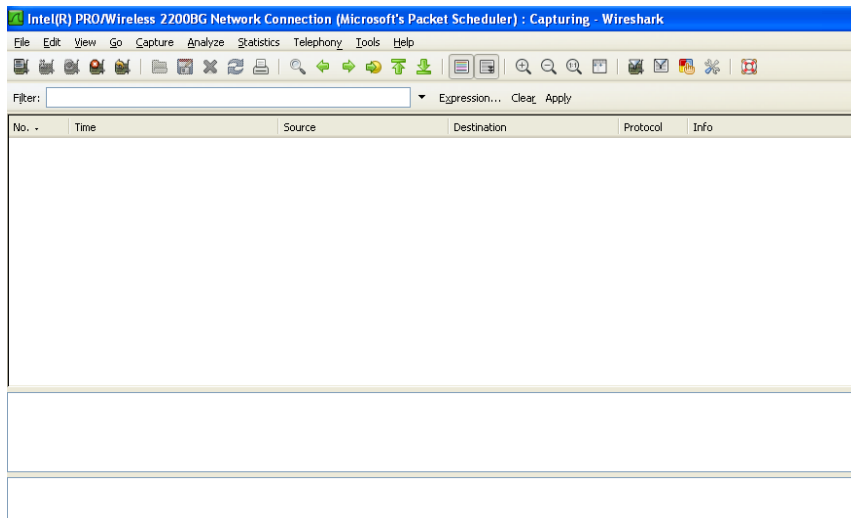 Intel(R) PRO/Wireless 2200BG Network Connection (Microsoft's Packet Scheduler) : Capturing - Wireshark
File Edit View Go Capture Analyze Statistics Telephony Tools Help
Filter: Expression... Clear Apply
No. Time Source Destination Protocol Info